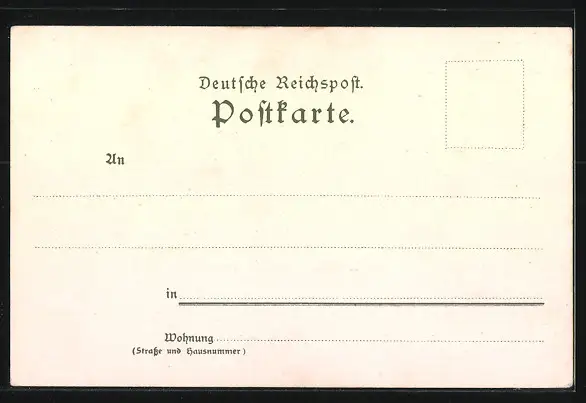 Deutſche Reichspoſt.
Poſtkarte.
An
in
Wohnung
(Straße und Hausnummer)